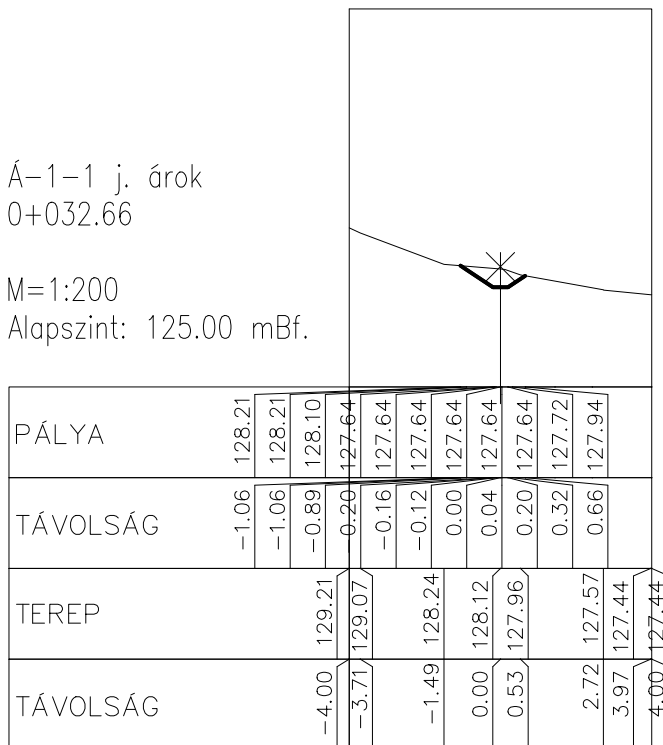 Á-1-1 j. árok
0+032.66
M=1:200
Alapszint: 125.00 mBf.
PÁLYA 128.21 128.21 128.10 127.64 127.64 127.64 127.64 127.64 127.64 127.72 127.94
TÁVOLSÁG -1.06 -1.06 -0.89 0.20 -0.16 -0.12 0.00 0.04 0.20 0.32 0.66
TEREP 129.21 129.07 128.24 128.12 127.96 127.57 127.44 127.44
TÁVOLSÁG -4.00 -3.71 -1.49 0.00 0.53 2.72 3.97 4.00